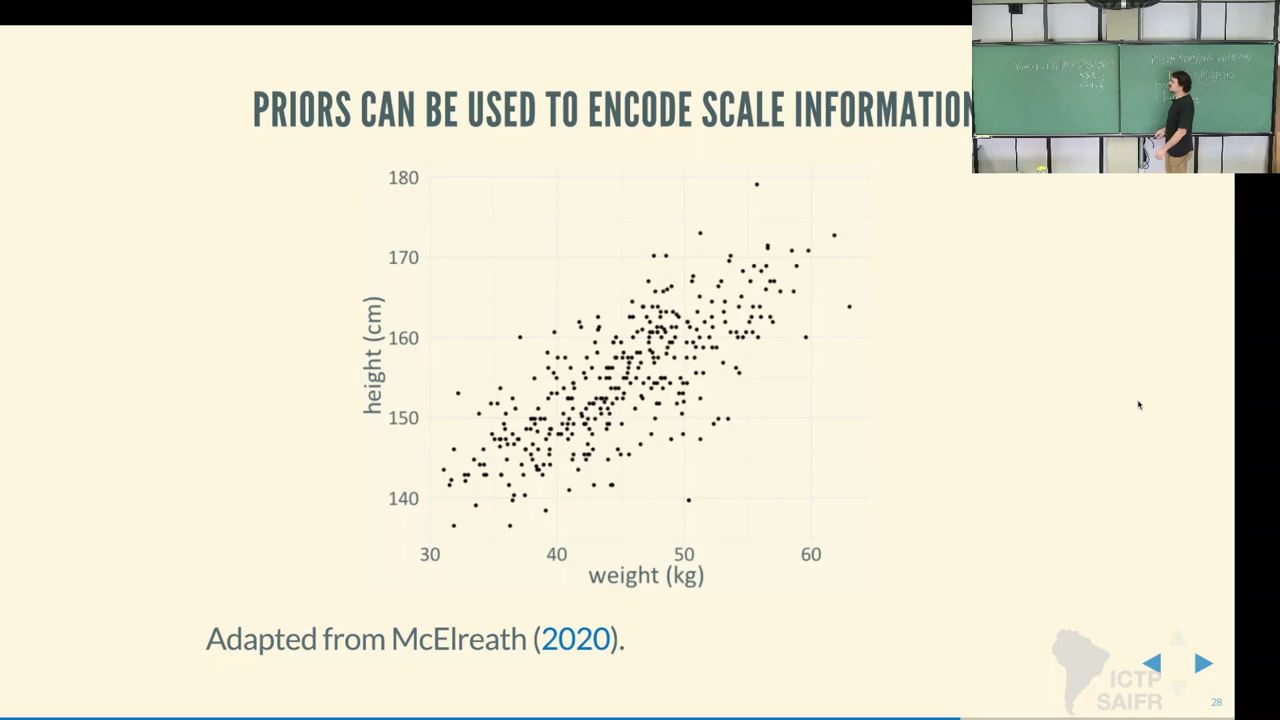 PRIORS CAN BE USED TO ENCODE SCALE INFORMATION
180
170
160
150
140
height (cm)
30 40 50 60
weight (kg)
Adapted from McElreath (2020).
ICTP
SAIFR
28